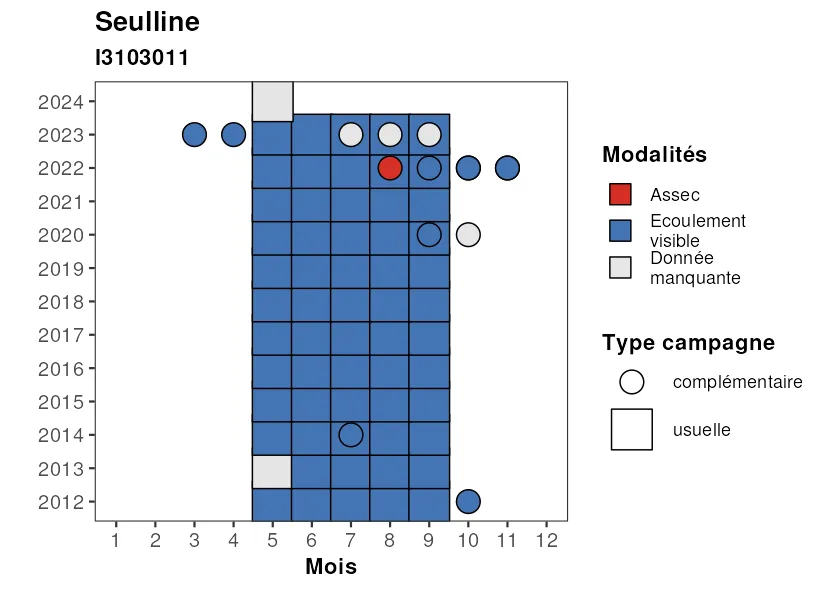 Seulline
I3103011
2024
2023
2022
2021
2020
2019
2018
2017
2016
2015
2014
2013
2012
1 2 3 4 5 6 7 8 9 10 11 12
Mois
Modalités
Assec
Ecoulement
visible
Donnée
manquante
Type campagne
complémentaire
usuelle